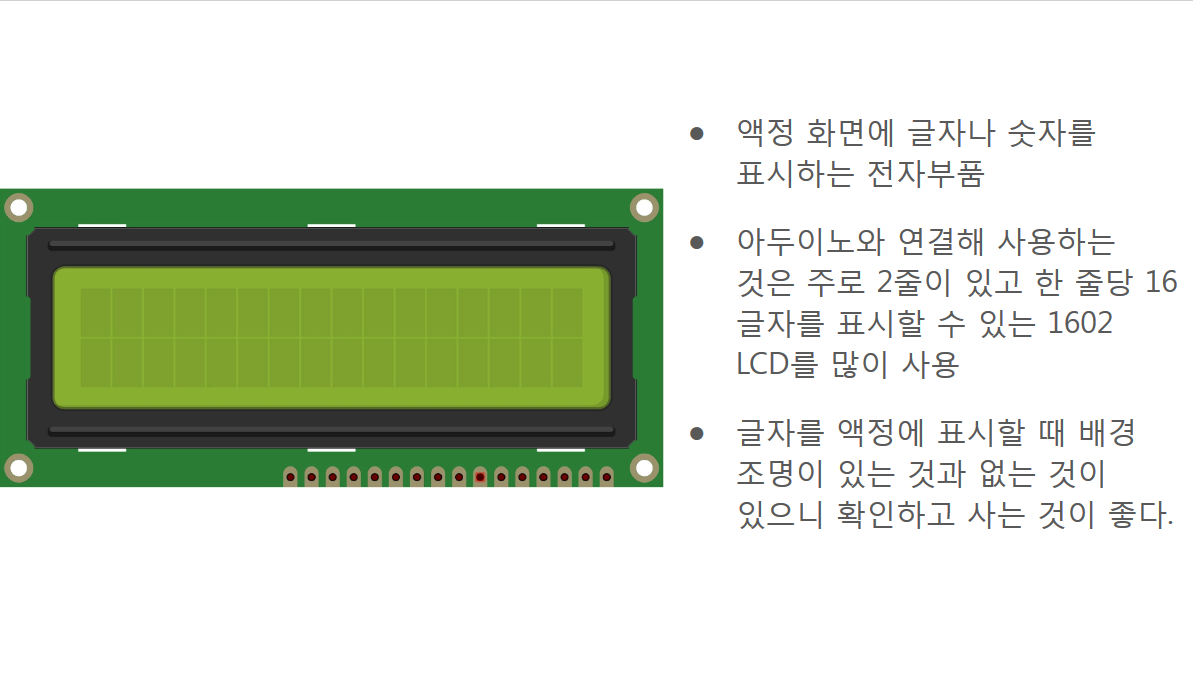 ● 액정 화면에 글자나 숫자를
표시하는 전자부품
● 아두이노와 연결해 사용하는
것은 주로 2줄이 있고 한 줄당 16
글자를 표시할 수 있는 1602
LCD를 많이 사용
● 글자를 액정에 표시할 때 배경
조명이 있는 것과 없는 것이
있으니 확인하고 사는 것이 좋다.